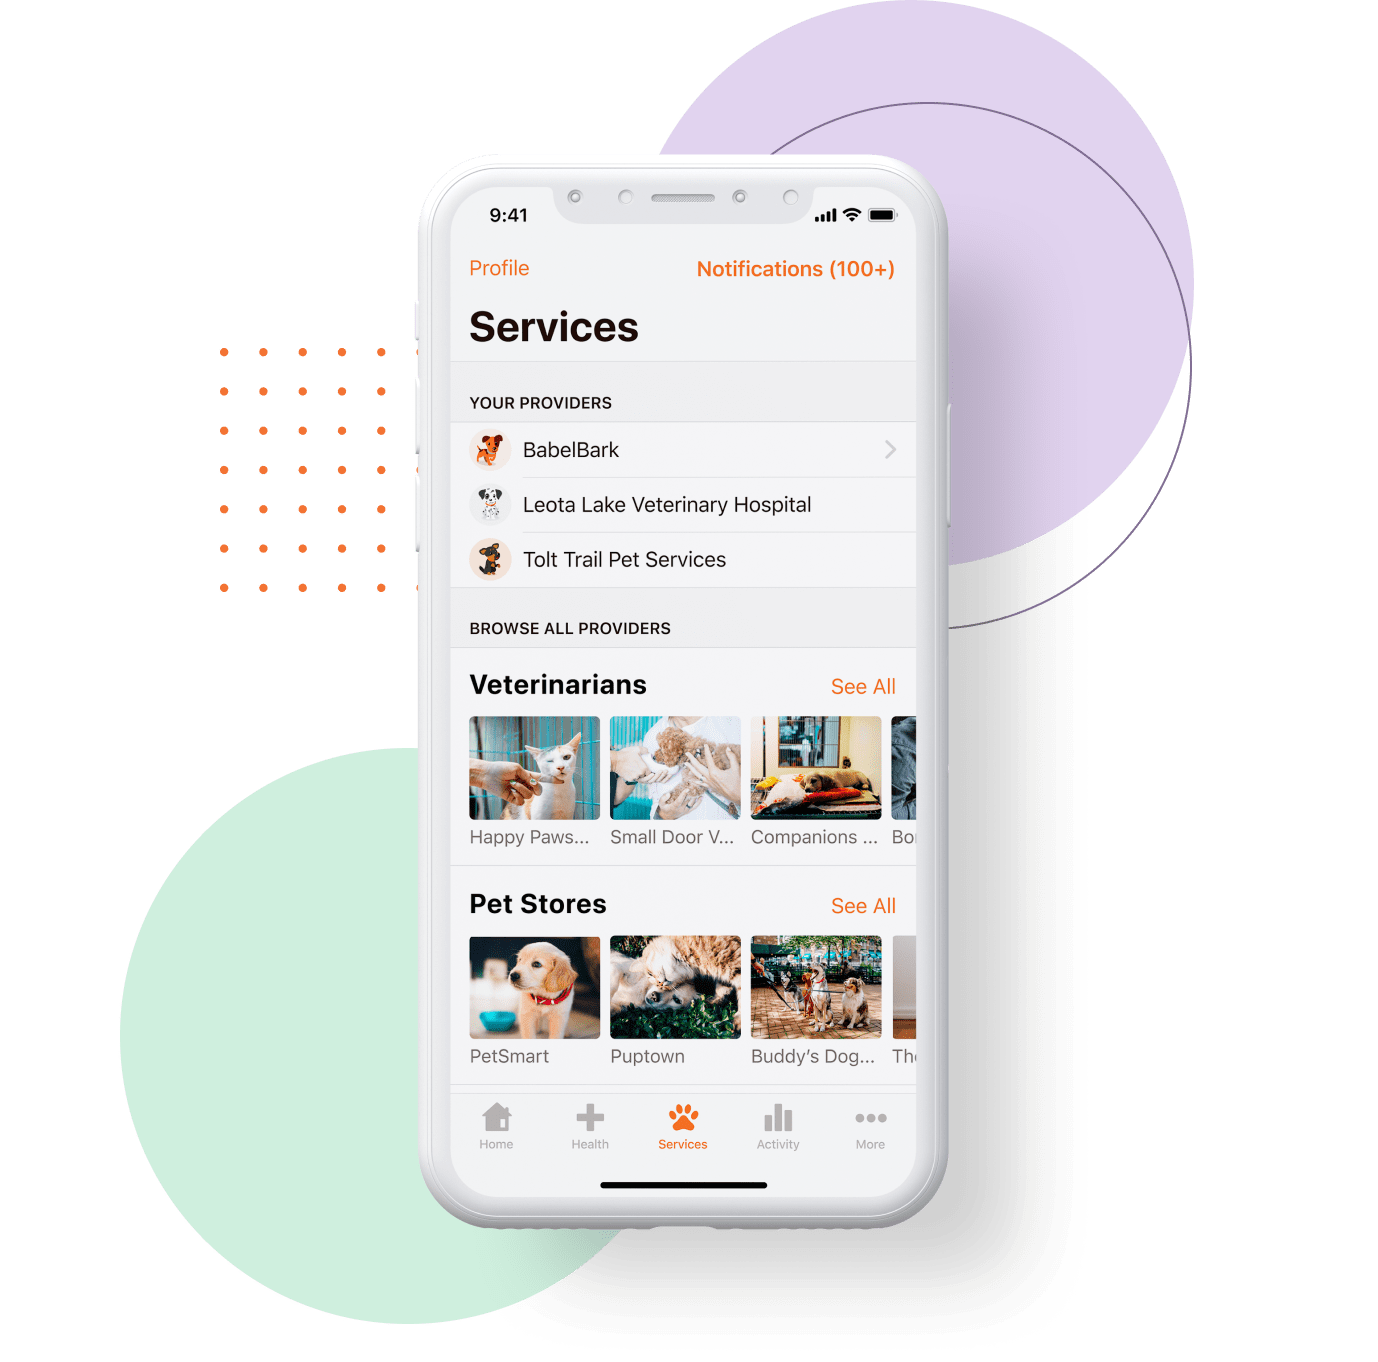 9:41
Profile
Notifications (100+)
Services
YOUR PROVIDERS
BabelBark
Leota Lake Veterinary Hospital
Tolt Trail Pet Services
BROWSE ALL PROVIDERS
Veterinarians
See All
Happy Paws...
Small Door V...
Companions ...
Bor
Pet Stores
See All
PetSmart
Puptown
Buddy’s Dog...
The
Home
Health
Services
Activity
More